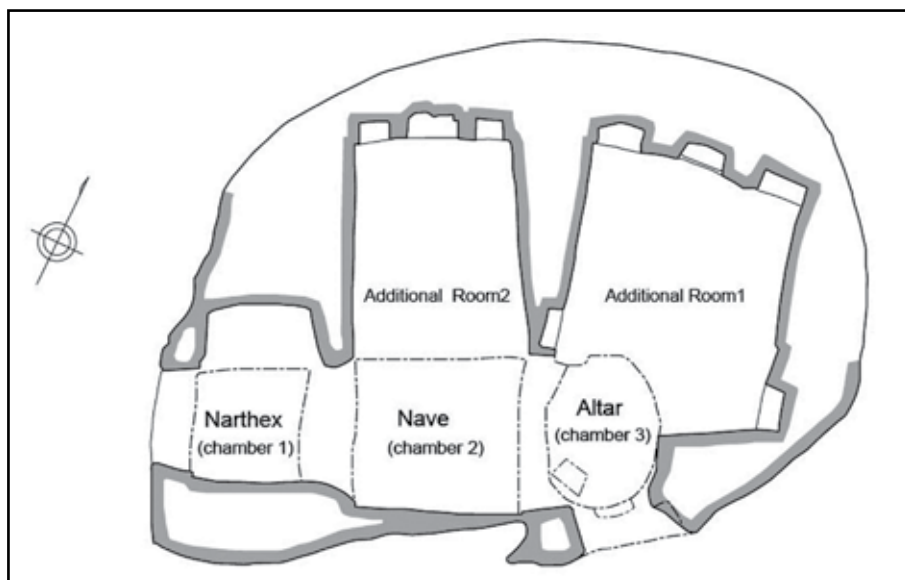 Additional Room2
Additional Room1
Narthex
(chamber 1)
Nave
(chamber 2)
Altar
(chamber 3)